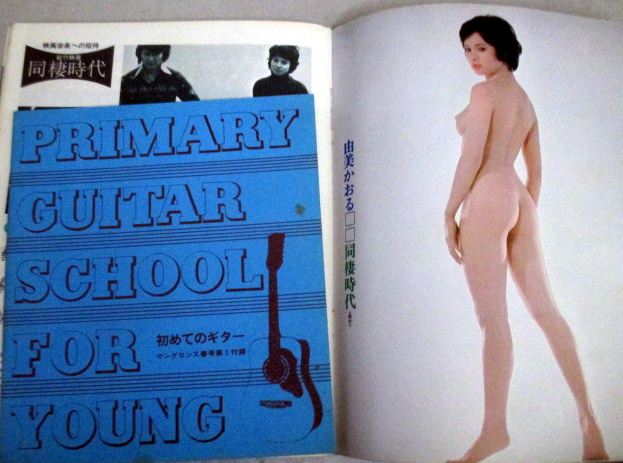 映画音楽への招待
同棲時代
PRIMARY
GUITAR
SCHOOL
FOR
YOUNG
初めてのギター
ヤングセンス春号第1付録
由美かおる□□同棲時代